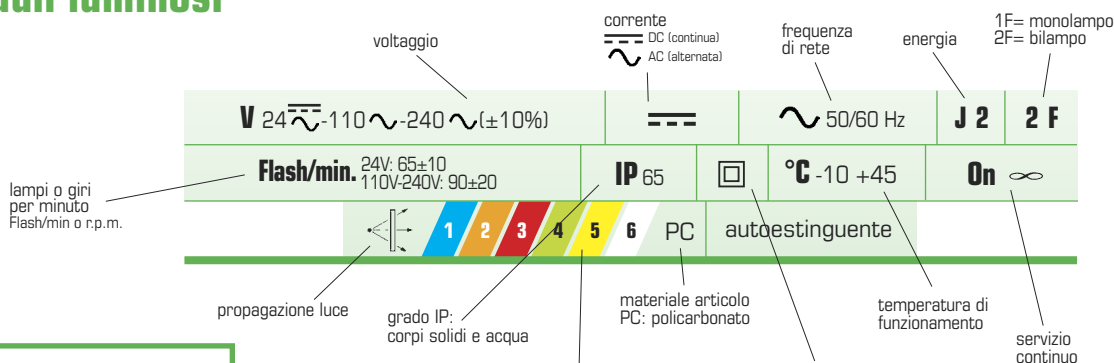 corrente
DC (continua)
AC (alternata)
1F= monolampo
2F= bilampo
voltaggio
frequenza
di rete
energia
V 24 -110 -240 (±10%)
50/60 Hz
J 2
2 F
Flash/min. 24V: 65±10
110V-240V: 90±20
IP 65
°C -10 +45
On ∞
lampi o giri
per minuto
Flash/min o r.p.m.
1 2 3 4 5 6 PC autoestinguente
propagazione luce
grado IP:
corpi solidi e acqua
materiale articolo
PC: policarbonato
temperatura di
funzionamento
servizio
continuo